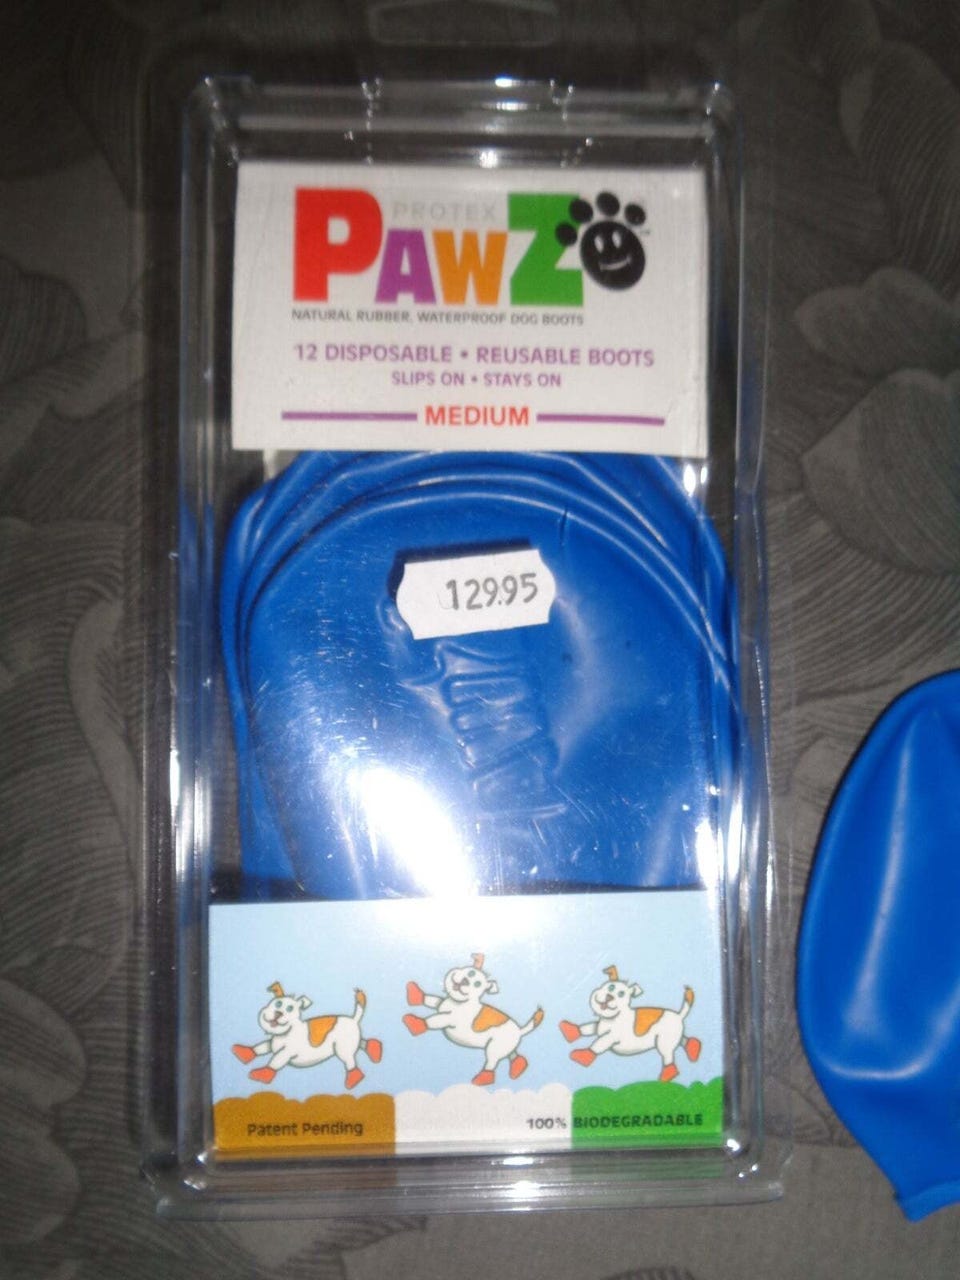 PROTEX
PAWZ
NATURAL RUBBER, WATERPROOF DOG BOOTS
12 DISPOSABLE • REUSABLE BOOTS
SLIPS ON • STAYS ON
MEDIUM
129.95
PAWZ
Patent Pending
100% BIODEGRADABLE